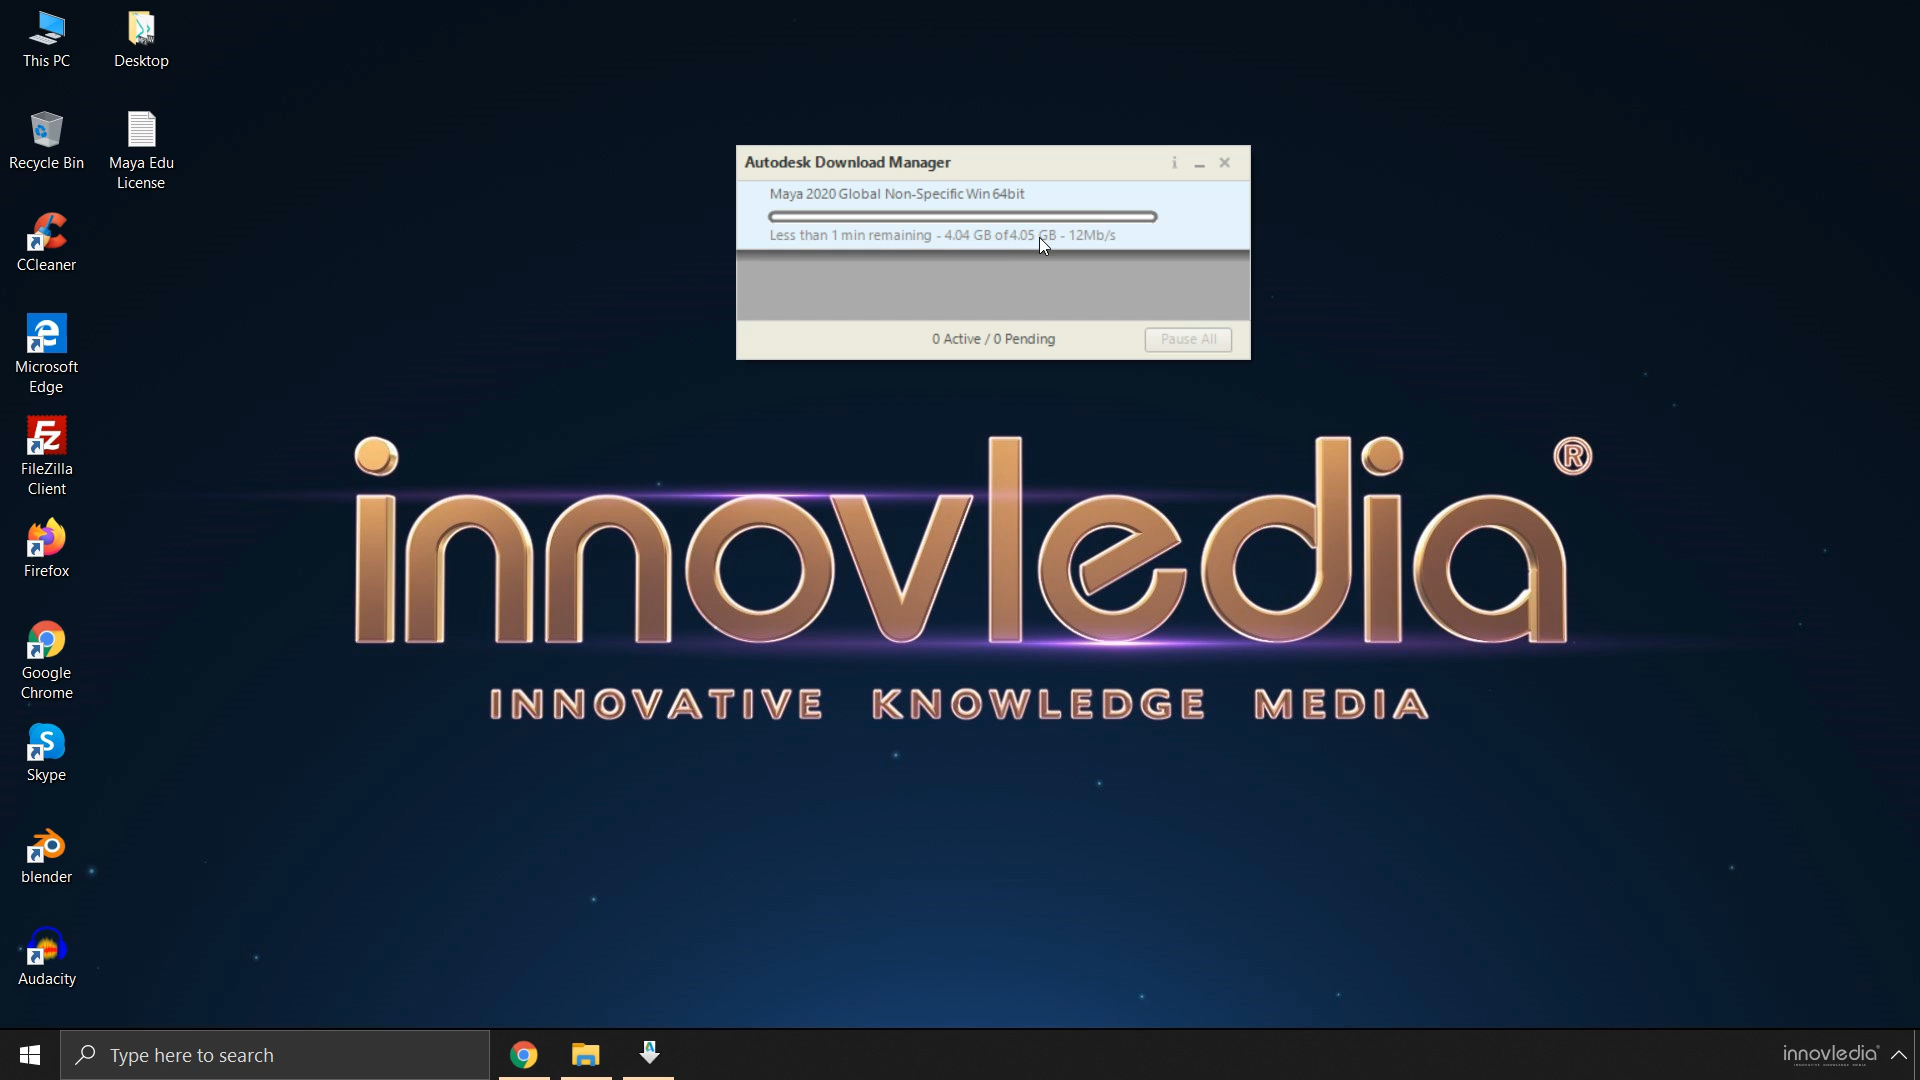 This PC
Desktop
Recycle Bin
Maya Edu
License
CCleaner
Microsoft
Edge
FileZilla
Client
Firefox
Google
Chrome
Skype
blender
Audacity
Autodesk Download Manager
Maya 2020 Global Non-Specific Win 64bit
Less than 1 min remaining - 4.04 GB of 4.05 GB - 12Mb/s
0 Active / 0 Pending
Pause All
innovledia®
INNOVATIVE KNOWLEDGE MEDIA
Type here to search
innovledia®
INNOVATIVE KNOWLEDGE MEDIA